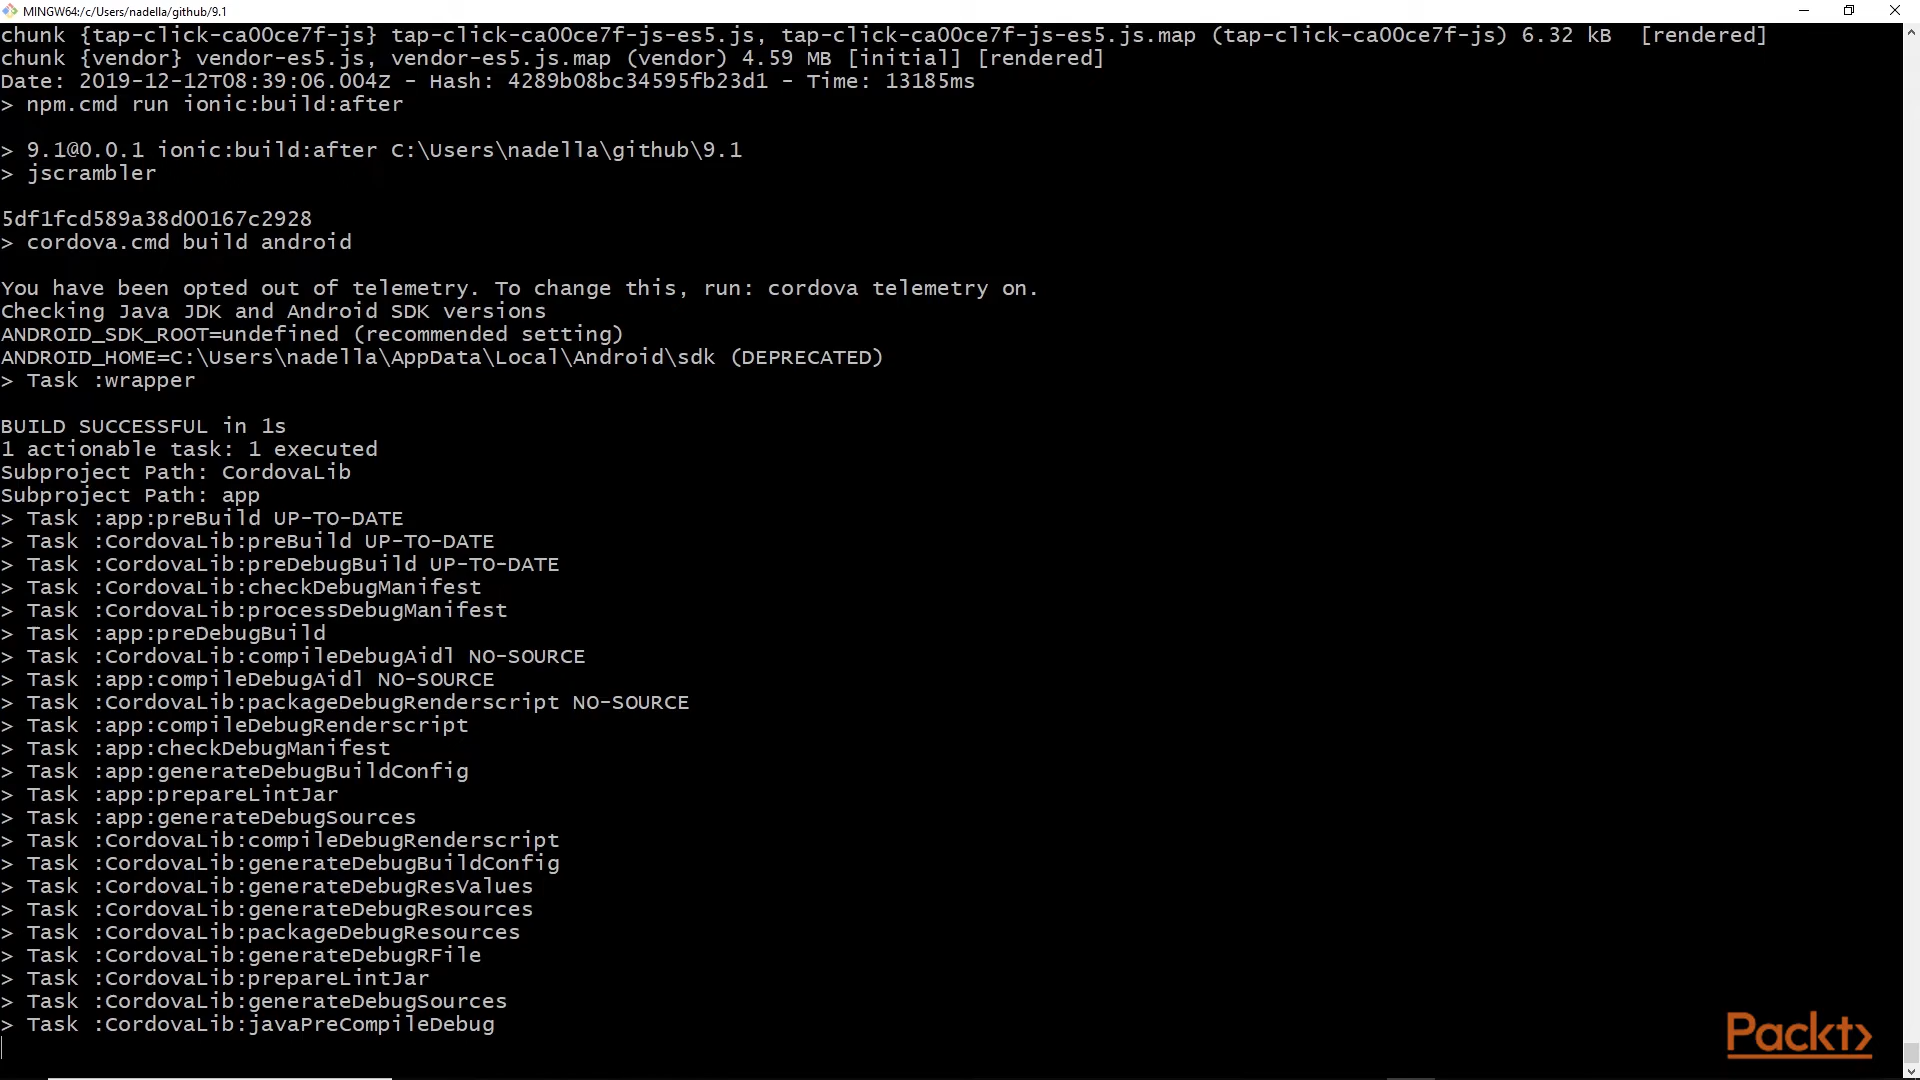 MINGW64:/c/Users/nadella/github/9.1
chunk {tap-click-ca00ce7f-js} tap-click-ca00ce7f-js-es5.js, tap-click-ca00ce7f-js-es5.js.map (tap-click-ca00ce7f-js) 6.32 kB  [rendered]
chunk {vendor} vendor-es5.js, vendor-es5.js.map (vendor) 4.59 MB [initial] [rendered]
Date: 2019-12-12T08:39:06.004Z - Hash: 4289b08bc34595fb23d1 - Time: 13185ms
> npm.cmd run ionic:build:after
> 9.1@0.0.1 ionic:build:after C:\Users\nadella\github\9.1
> jscrambler
5df1fcd589a38d00167c2928
> cordova.cmd build android
You have been opted out of telemetry. To change this, run: cordova telemetry on.
Checking Java JDK and Android SDK versions
ANDROID_SDK_ROOT=undefined (recommended setting)
ANDROID_HOME=C:\Users\nadella\AppData\Local\Android\sdk (DEPRECATED)
> Task :wrapper
BUILD SUCCESSFUL in 1s
1 actionable task: 1 executed
Subproject Path: CordovaLib
Subproject Path: app
> Task :app:preBuild UP-TO-DATE
> Task :CordovaLib:preBuild UP-TO-DATE
> Task :CordovaLib:preDebugBuild UP-TO-DATE
> Task :CordovaLib:checkDebugManifest
> Task :CordovaLib:processDebugManifest
> Task :app:preDebugBuild
> Task :CordovaLib:compileDebugAidl NO-SOURCE
> Task :app:compileDebugAidl NO-SOURCE
> Task :CordovaLib:packageDebugRenderscript NO-SOURCE
> Task :app:compileDebugRenderscript
> Task :app:checkDebugManifest
> Task :app:generateDebugBuildConfig
> Task :app:prepareLintJar
> Task :app:generateDebugSources
> Task :CordovaLib:compileDebugRenderscript
> Task :CordovaLib:generateDebugBuildConfig
> Task :CordovaLib:generateDebugResValues
> Task :CordovaLib:generateDebugResources
> Task :CordovaLib:packageDebugResources
> Task :CordovaLib:generateDebugRFile
> Task :CordovaLib:prepareLintJar
> Task :CordovaLib:generateDebugSources
> Task :CordovaLib:javaPreCompileDebug
Packt>